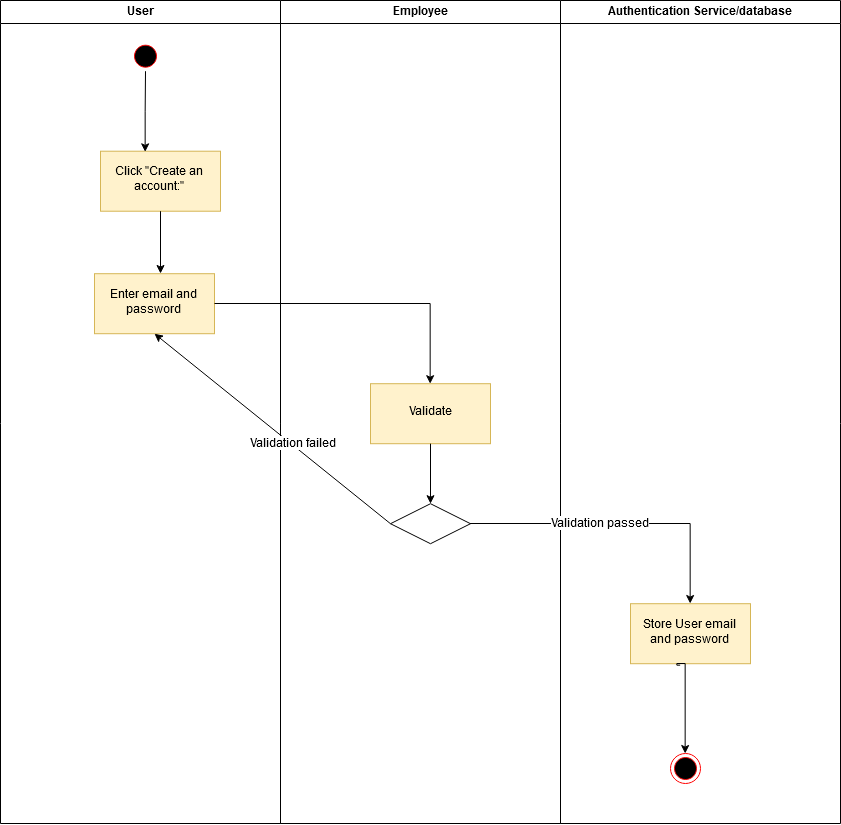 User
Employee
Authentication Service/database
Click "Create an
account:"
Enter email and
password
Validate
Validation failed
Validation passed
Store User email
and password